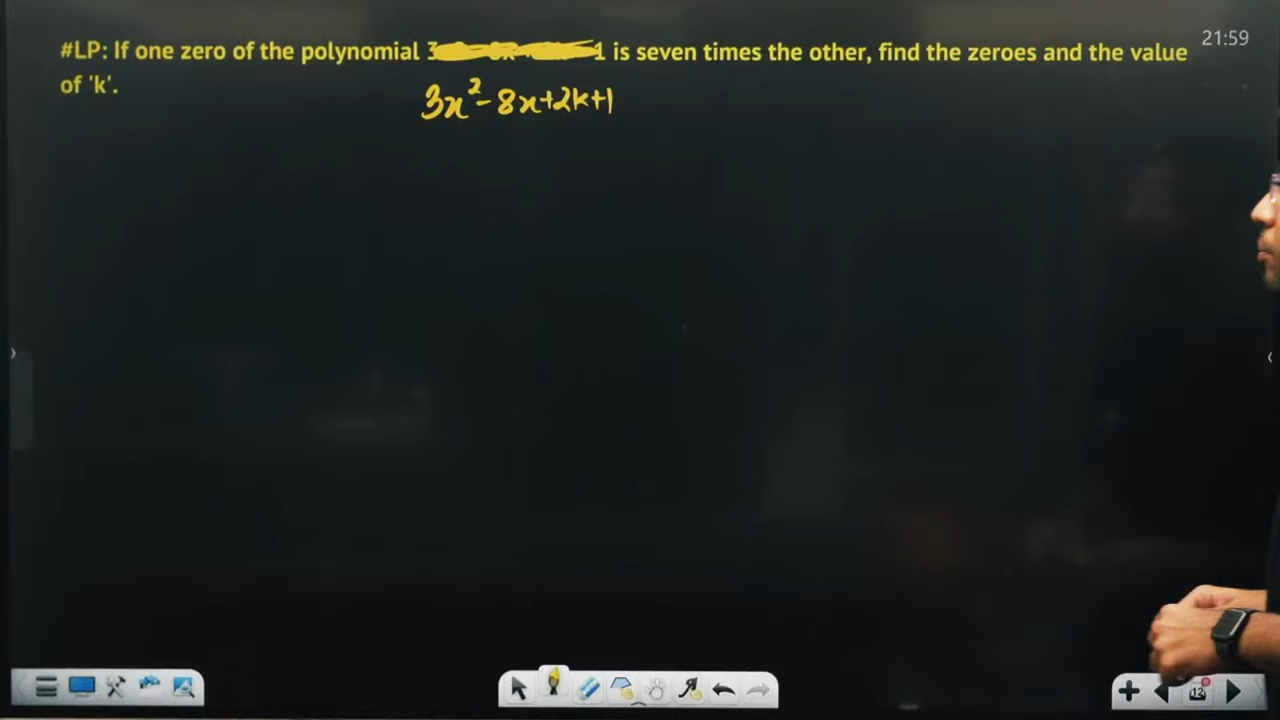 21:59
#LP: If one zero of the polynomial 3 1 is seven times the other, find the zeroes and the value
of 'k'.
3x²-8x+2k+1
12